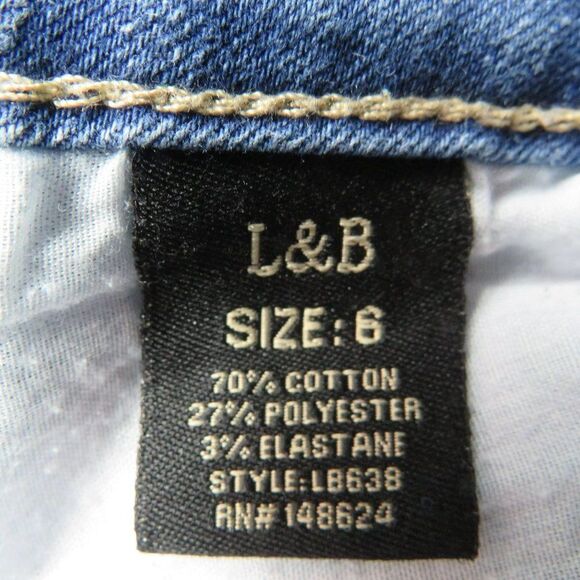 L&B
SIZE: 6
70% COTTON
27% POLYESTER
3% ELASTANE
STYLE:LB638
RN# 148624